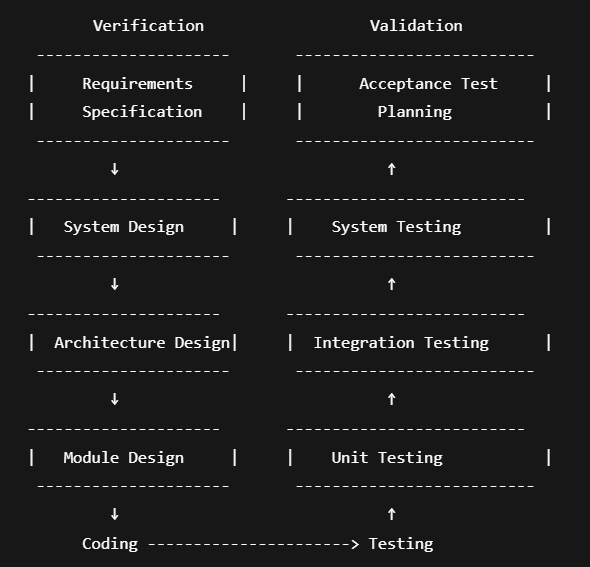 Verification Validation
--------------------- --------------------------
| Requirements | | Acceptance Test |
| Specification | | Planning |
--------------------- --------------------------
↓ ↑
--------------------- --------------------------
| System Design | | System Testing |
--------------------- --------------------------
↓ ↑
--------------------- --------------------------
| Architecture Design| | Integration Testing |
--------------------- --------------------------
↓ ↑
--------------------- --------------------------
| Module Design | | Unit Testing |
--------------------- --------------------------
↓ ↑
Coding ----------------------> Testing